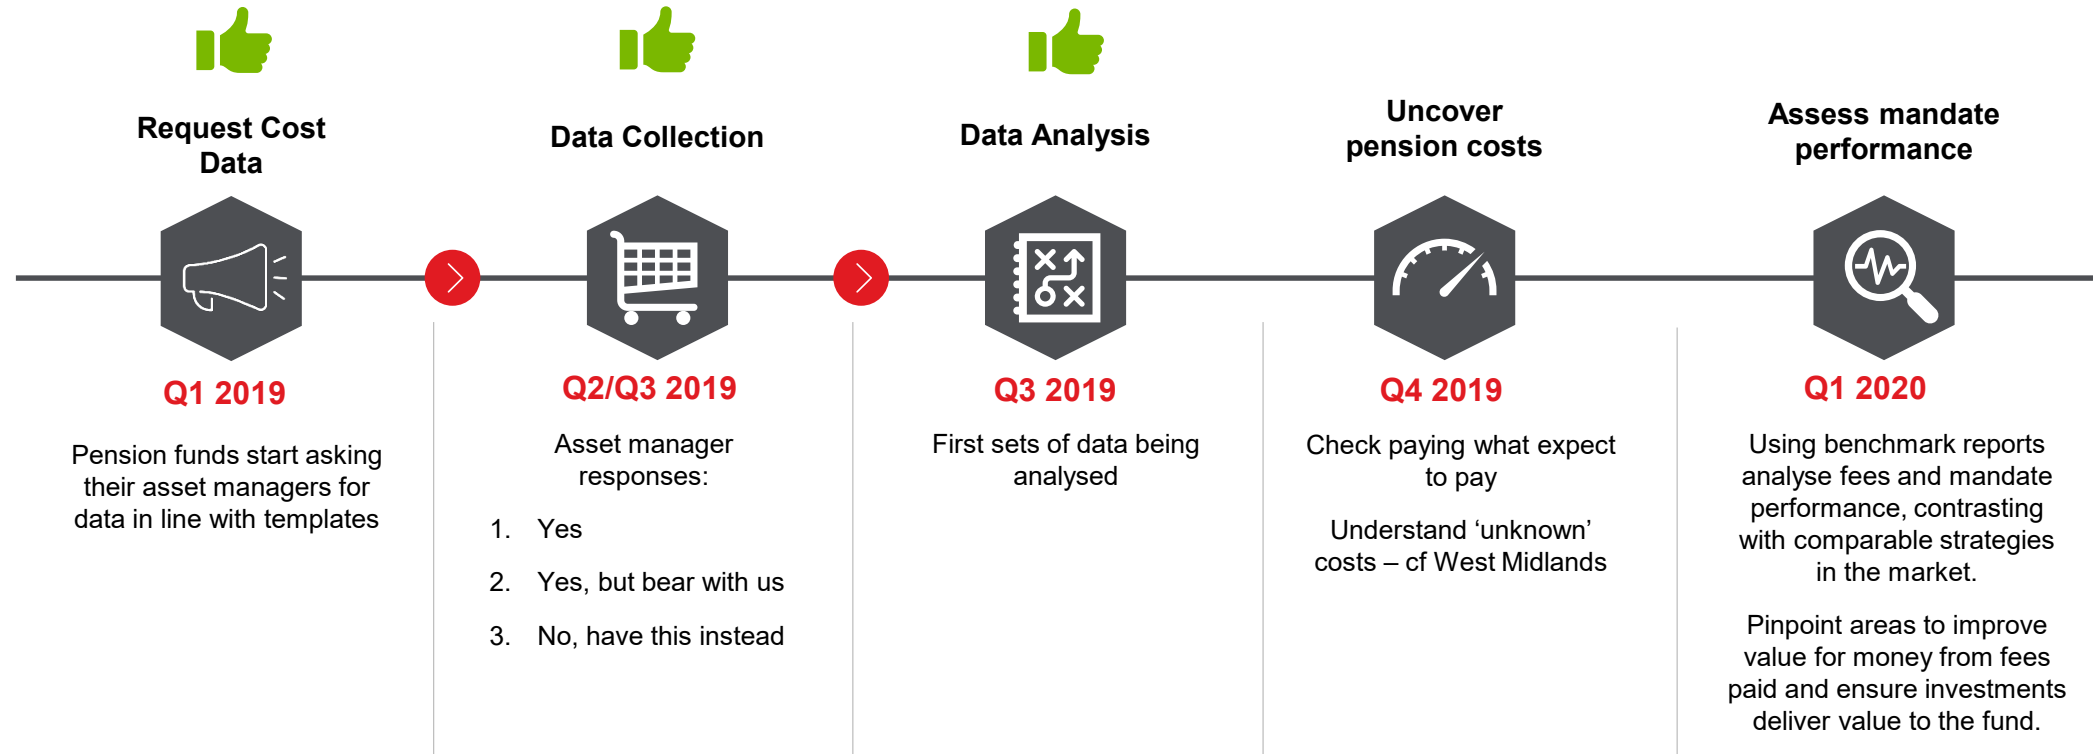 Request Cost
Data
Q1 2019
Pension funds start asking
their asset managers for
data in line with templates
Data Collection
Q2/Q3 2019
Asset manager
responses:
1. Yes
2. Yes, but bear with us
3. No, have this instead
Data Analysis
Q3 2019
First sets of data being
analysed
Uncover
pension costs
Q4 2019
Check paying what expect
to pay
Understand ‘unknown’
costs – cf West Midlands
Assess mandate
performance
Q1 2020
Using benchmark reports
analyse fees and mandate
performance, contrasting
with comparable strategies
in the market.
Pinpoint areas to improve
value for money from fees
paid and ensure investments
deliver value to the fund.